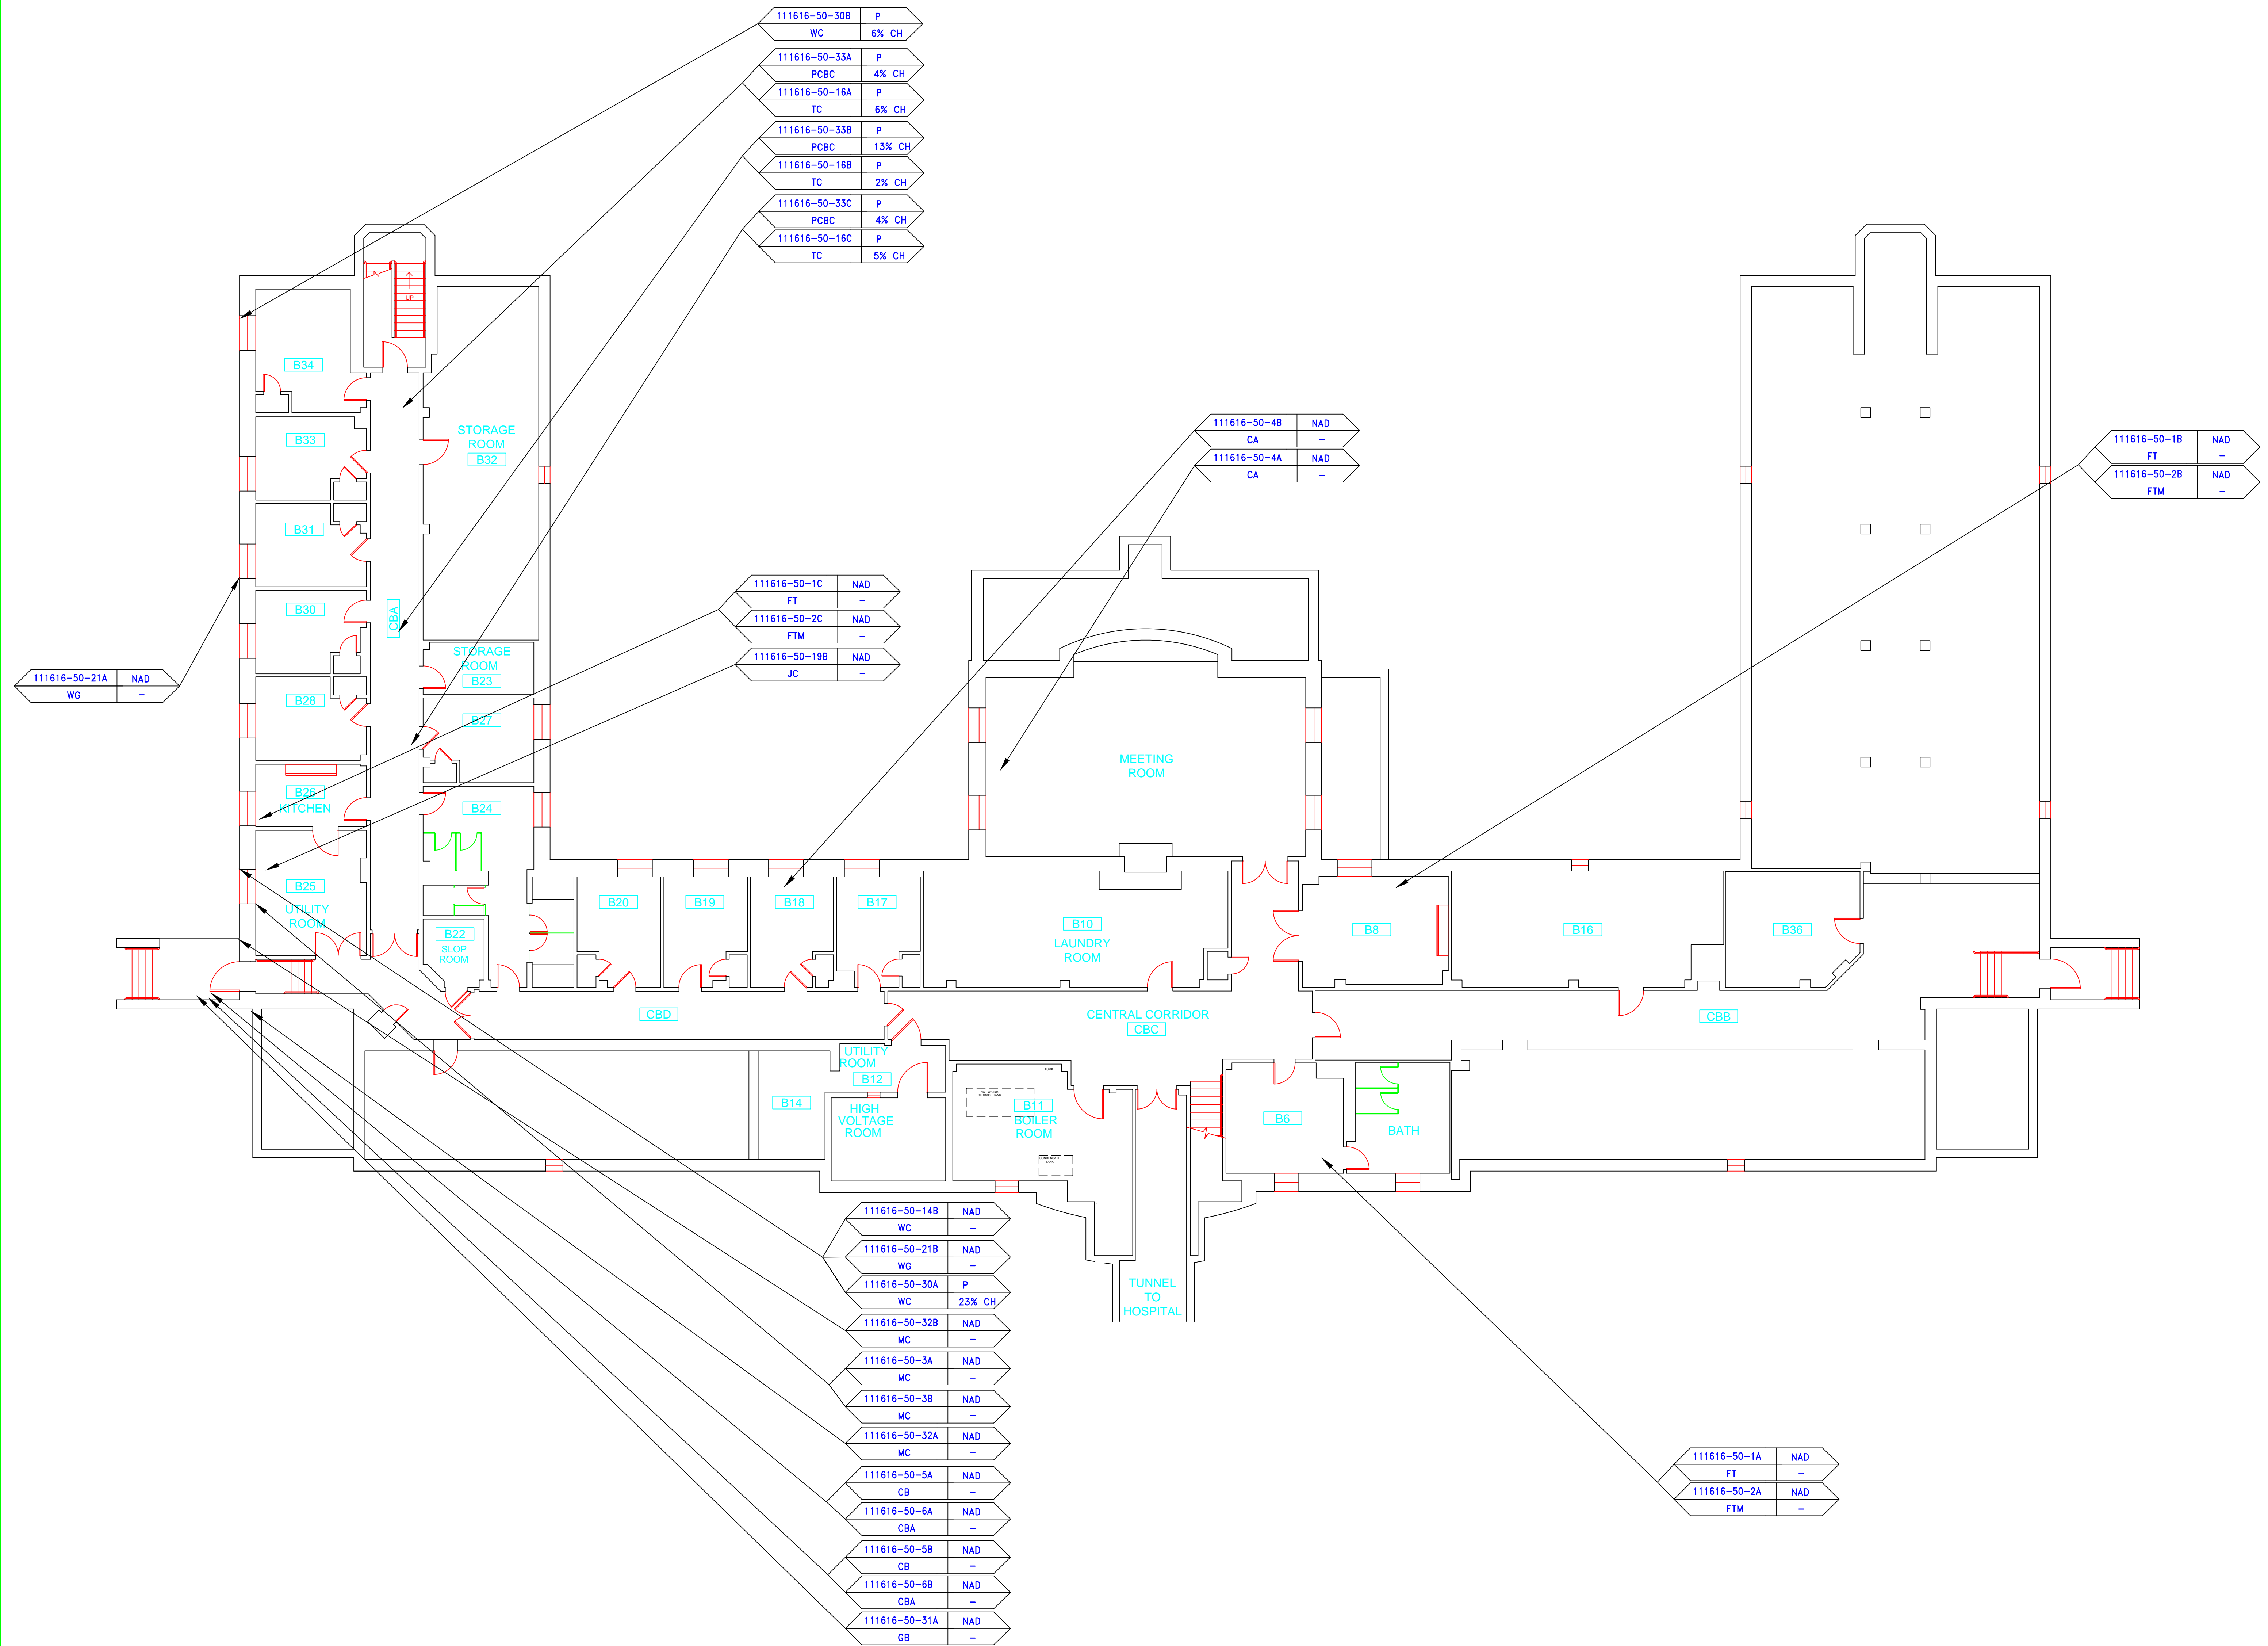 111616-50-30B P
WC 6% CH
111616-50-33A P
PCBC 4% CH
111616-50-16A P
TC 6% CH
111616-50-33B P
PCBC 13% CH
111616-50-16B P
TC 2% CH
111616-50-33C P
PCBC 4% CH
111616-50-16C P
TC 5% CH
UP
B34
B33
STORAGE
ROOM
B32
B31
B30
CBA
STORAGE
ROOM
B23
B28
B27
B26
KITCHEN
B24
B25
UTILITY
ROOM
B22
SLOP
ROOM
111616-50-21A NAD
WG -
111616-50-1C NAD
FT -
111616-50-2C NAD
FTM -
111616-50-19B NAD
JC -
111616-50-4B NAD
CA -
111616-50-4A NAD
CA -
111616-50-1B NAD
FT -
111616-50-2B NAD
FTM -
MEETING
ROOM
B20
B19
B18
B17
B10
LAUNDRY
ROOM
B8
B16
B36
CBD
CENTRAL CORRIDOR
CBC
CBB
UTILITY
ROOM
B12
B14
HIGH
VOLTAGE
ROOM
PUMP
HOT WATER
STORAGE TANK
B11
BOILER
ROOM
CONDENSATE
TANK
B6
BATH
TUNNEL
TO
HOSPITAL
111616-50-14B NAD
WC -
111616-50-21B NAD
WG -
111616-50-30A P
WC 23% CH
111616-50-32B NAD
MC -
111616-50-3A NAD
MC -
111616-50-3B NAD
MC -
111616-50-32A NAD
MC -
111616-50-5A NAD
CB -
111616-50-6A NAD
CBA -
111616-50-5B NAD
CB -
111616-50-6B NAD
CBA -
111616-50-31A NAD
GB -
111616-50-1A NAD
FT -
111616-50-2A NAD
FTM -